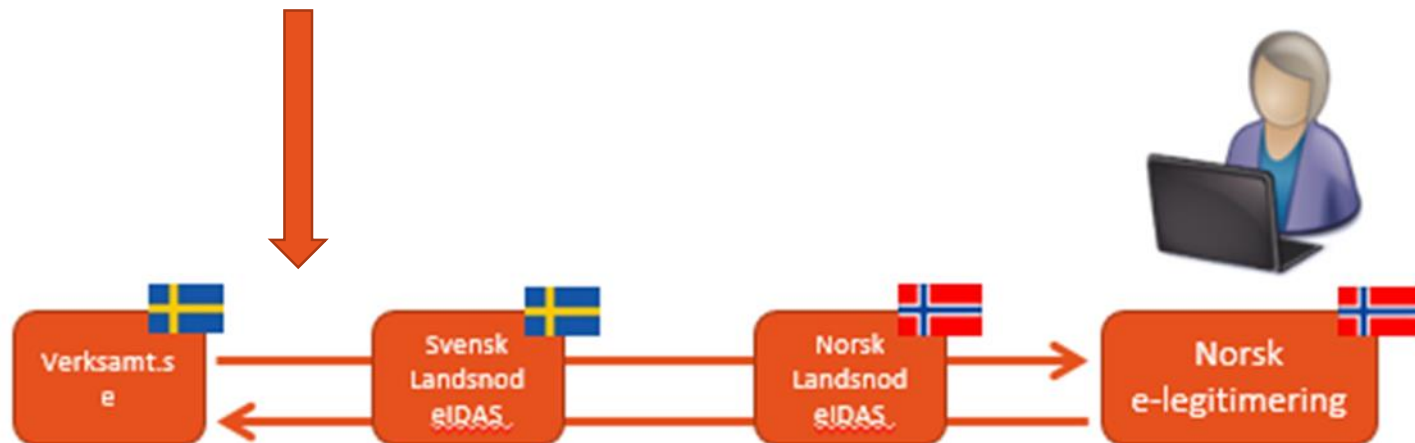 Verksamt.s
e
Svensk
Landsnod
eIDAS
Norsk
Landsnod
eIDAS
Norsk
e-legitimering